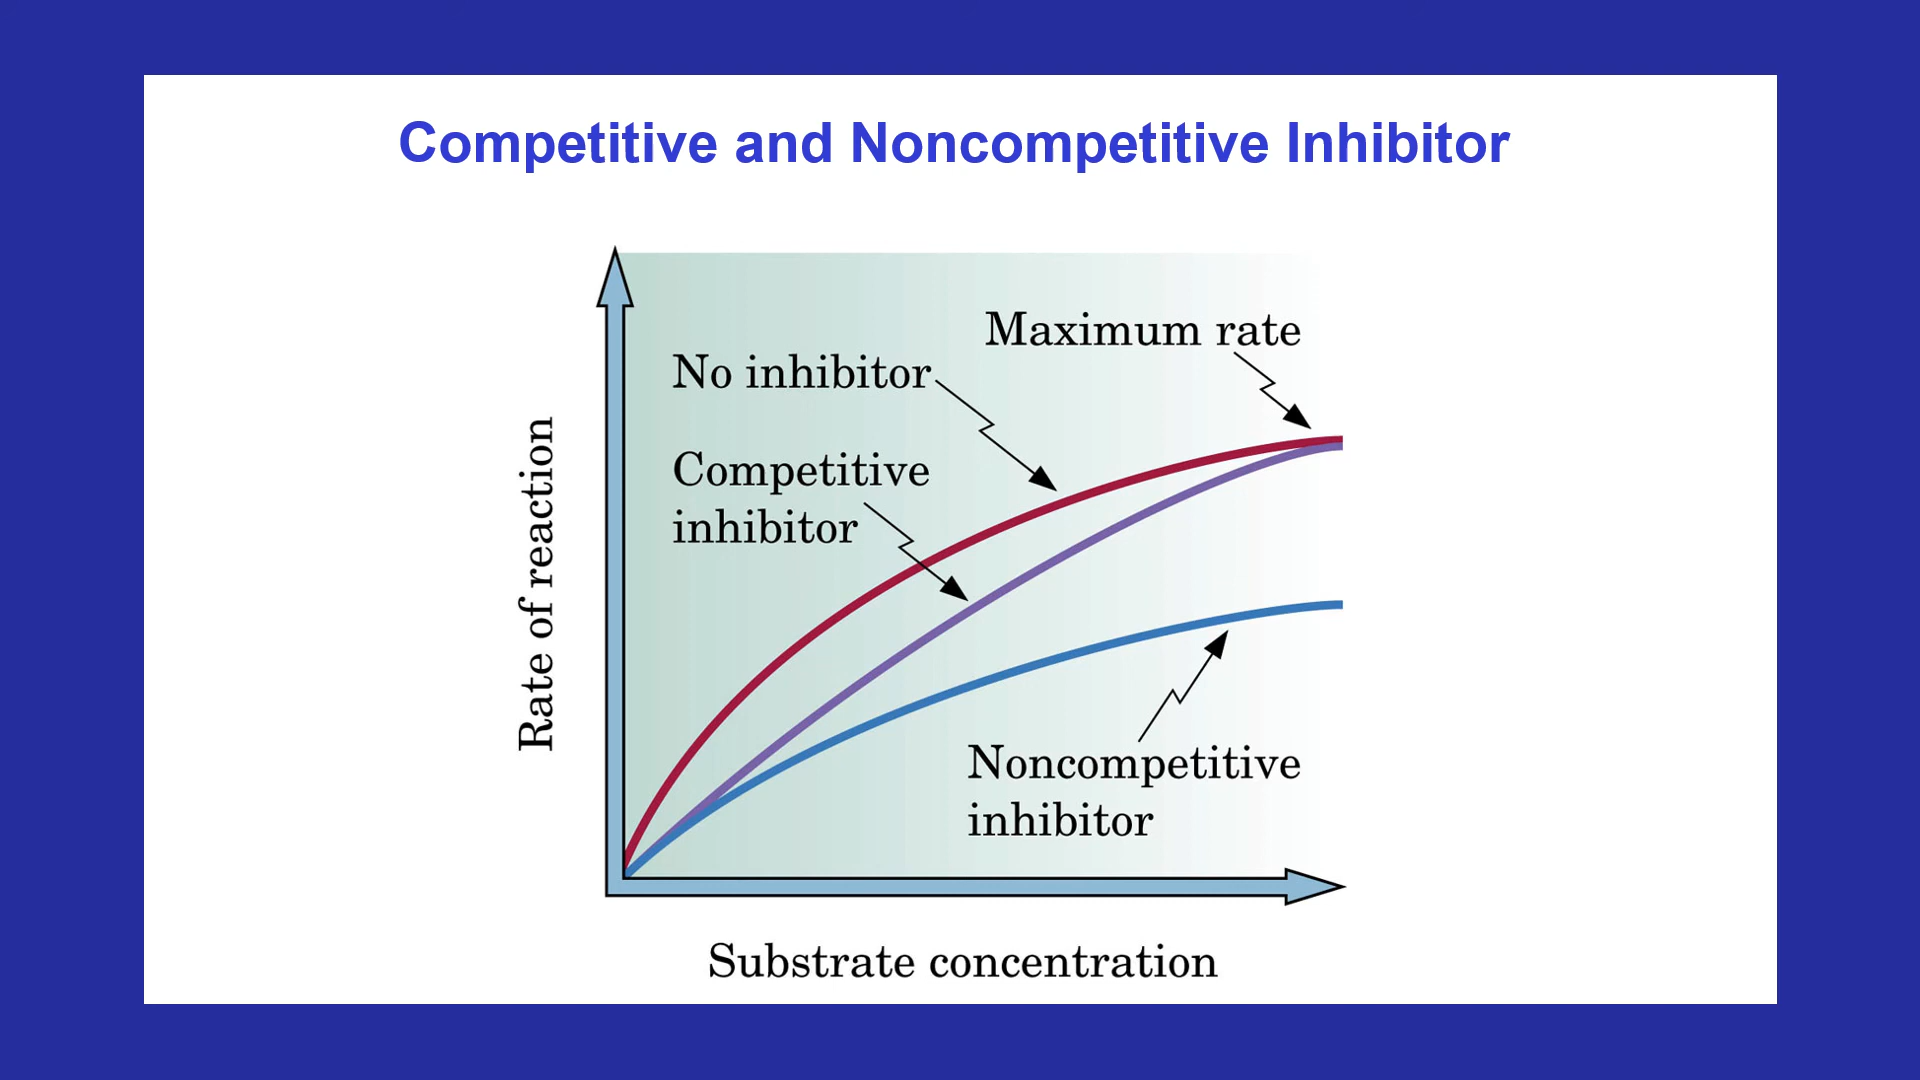 Competitive and Noncompetitive Inhibitor
Maximum rate
No inhibitor
Competitive
inhibitor
Rate of reaction
Noncompetitive
inhibitor
Substrate concentration